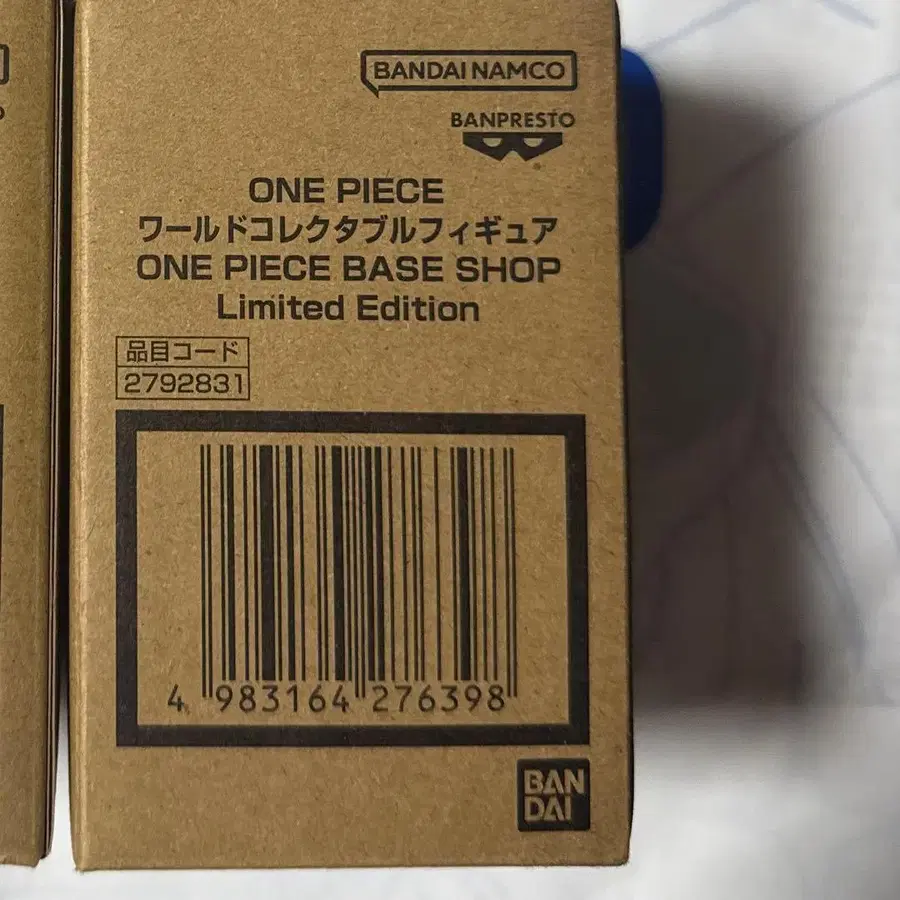 BANDAI NAMCO
BANPRESTO
ONE PIECE
ワールドコレクタブルフィギュア
ONE PIECE BASE SHOP
Limited Edition
品目コード
2792831
4 983164 276398
BAN
DAI